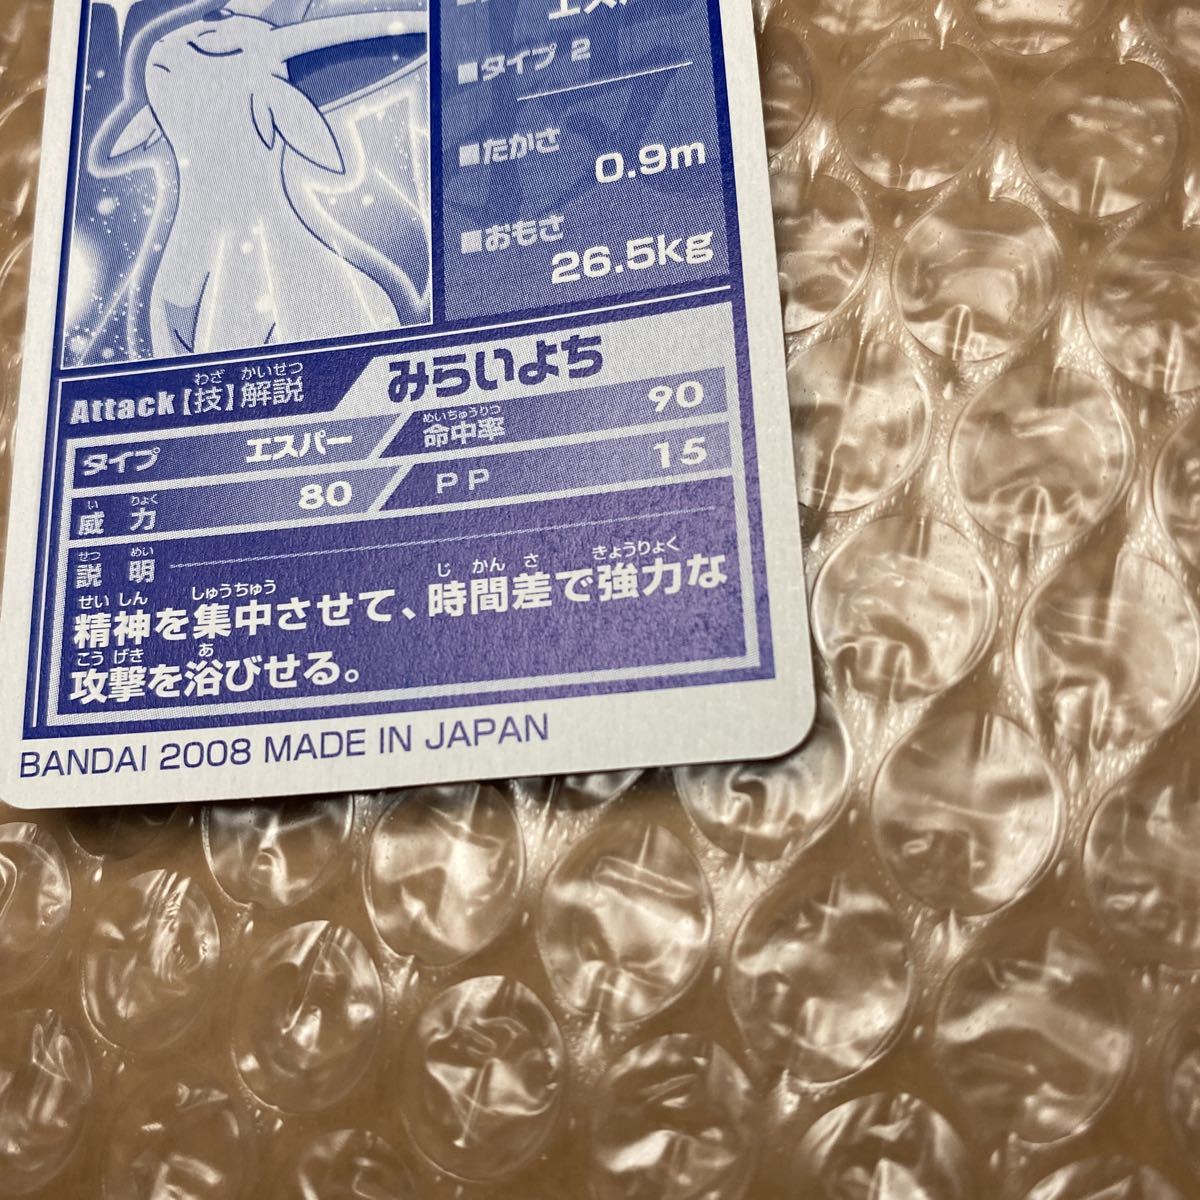 エスパー
■タイプ 2
■たかさ
0.9m
■おもさ
26.5kg
Attack【技】解説
わざ かいせつ
みらいよち
タイプ エスパー
めいちゅうりつ
命中率 90
い りょく
威力 80
PP 15
せつ めい
説明
せい しん しゅうちゅう じ かん さ きょうりょく
精神を集中させて、時間差で強力な
こう げき あ
攻撃を浴びせる。
BANDAI 2008 MADE IN JAPAN